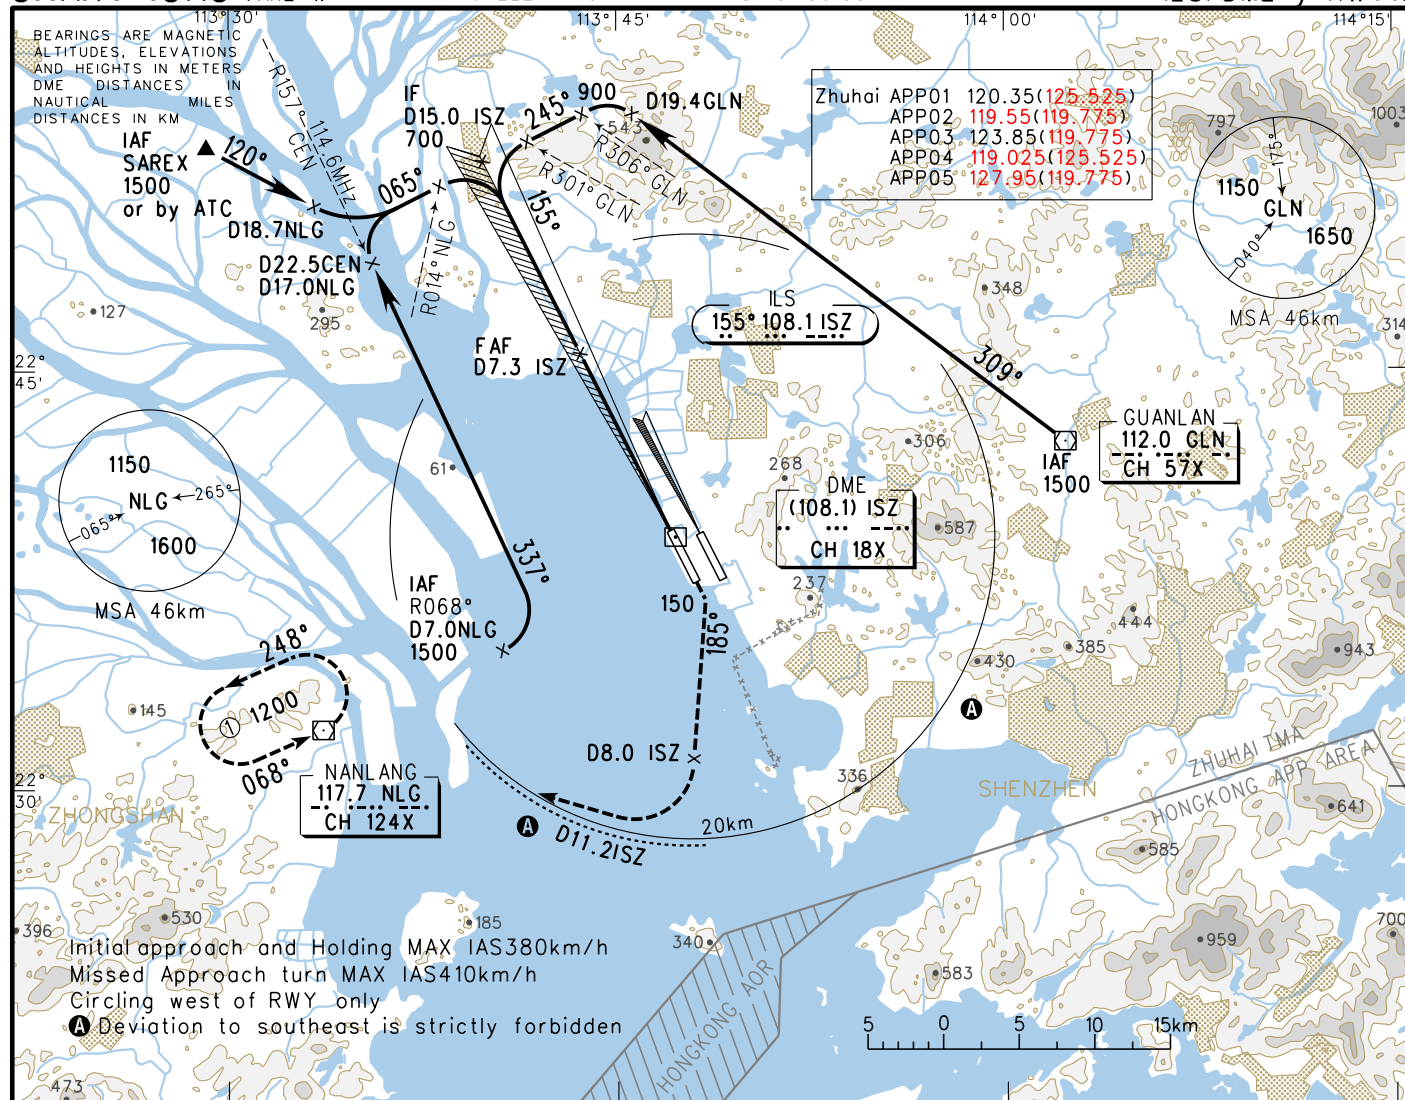 113°30'
113°45'
114°00'
114°15'
BEARINGS ARE MAGNETIC
ALTITUDES, ELEVATIONS
AND HEIGHTS IN METERS
DME DISTANCES IN
NAUTICAL MILES
DISTANCES IN KM
IAF
SAREX
1500
or by ATC
120°
D18.7NLG
R157° CEN
114.6MHz
065°
D22.5CEN
D17.0NLG
R014° NLG
IF
D15.0 ISZ
700
245°
900
D19.4GLN
543
R306° GLN
R301° GLN
155°
Zhuhai APP01 120.35(125.525)
APP02 119.55(119.775)
APP03 123.85(119.775)
APP04 119.025(125.525)
APP05 127.95(119.775)
797
1003
175°
1150
GLN
1650
040°
MSA 46km
314
348
127
295
ILS
155° 108.1 ISZ
FAF
D7.3 ISZ
309°
22°
45'
GUANLAN
112.0 GLN
CH 57X
IAF
1500
306
268
61
1150
NLG
265°
065°
1600
MSA 46km
DME
(108.1) ISZ
CH 18X
587
337°
237
IAF
R068°
D7.0NLG
1500
150
185°
444
385
430
943
248°
1200
1
068°
145
A
D8.0 ISZ
NANLANG
117.7 NLG
CH 124X
22°
30'
ZHONGSHAN
336
SHENZHEN
ZHUHAI TMA
HONGKONG APP AREA
641
585
A
D11.2ISZ
20km
530
396
185
340
583
959
700
473
HONGKONG AOR
Initial approach and Holding MAX IAS380km/h
Missed Approach turn MAX IAS410km/h
Circling west of RWY only
A Deviation to southeast is strictly forbidden
5 0 5 10 15km